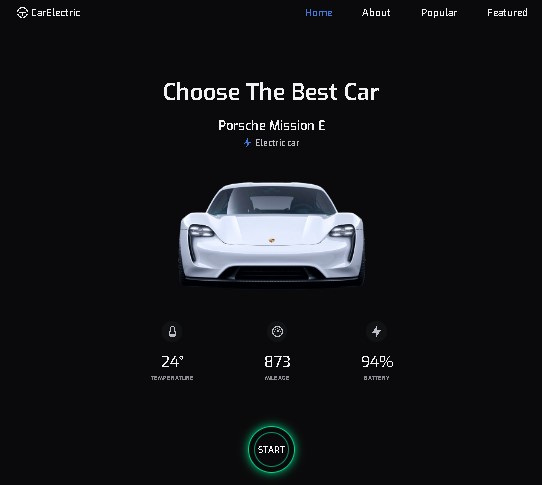 CarElectric
Home About Popular Featured
Choose The Best Car
Porsche Mission E
Electric car
24° 873 94%
TEMPERATURE MILEAGE BATTERY
START